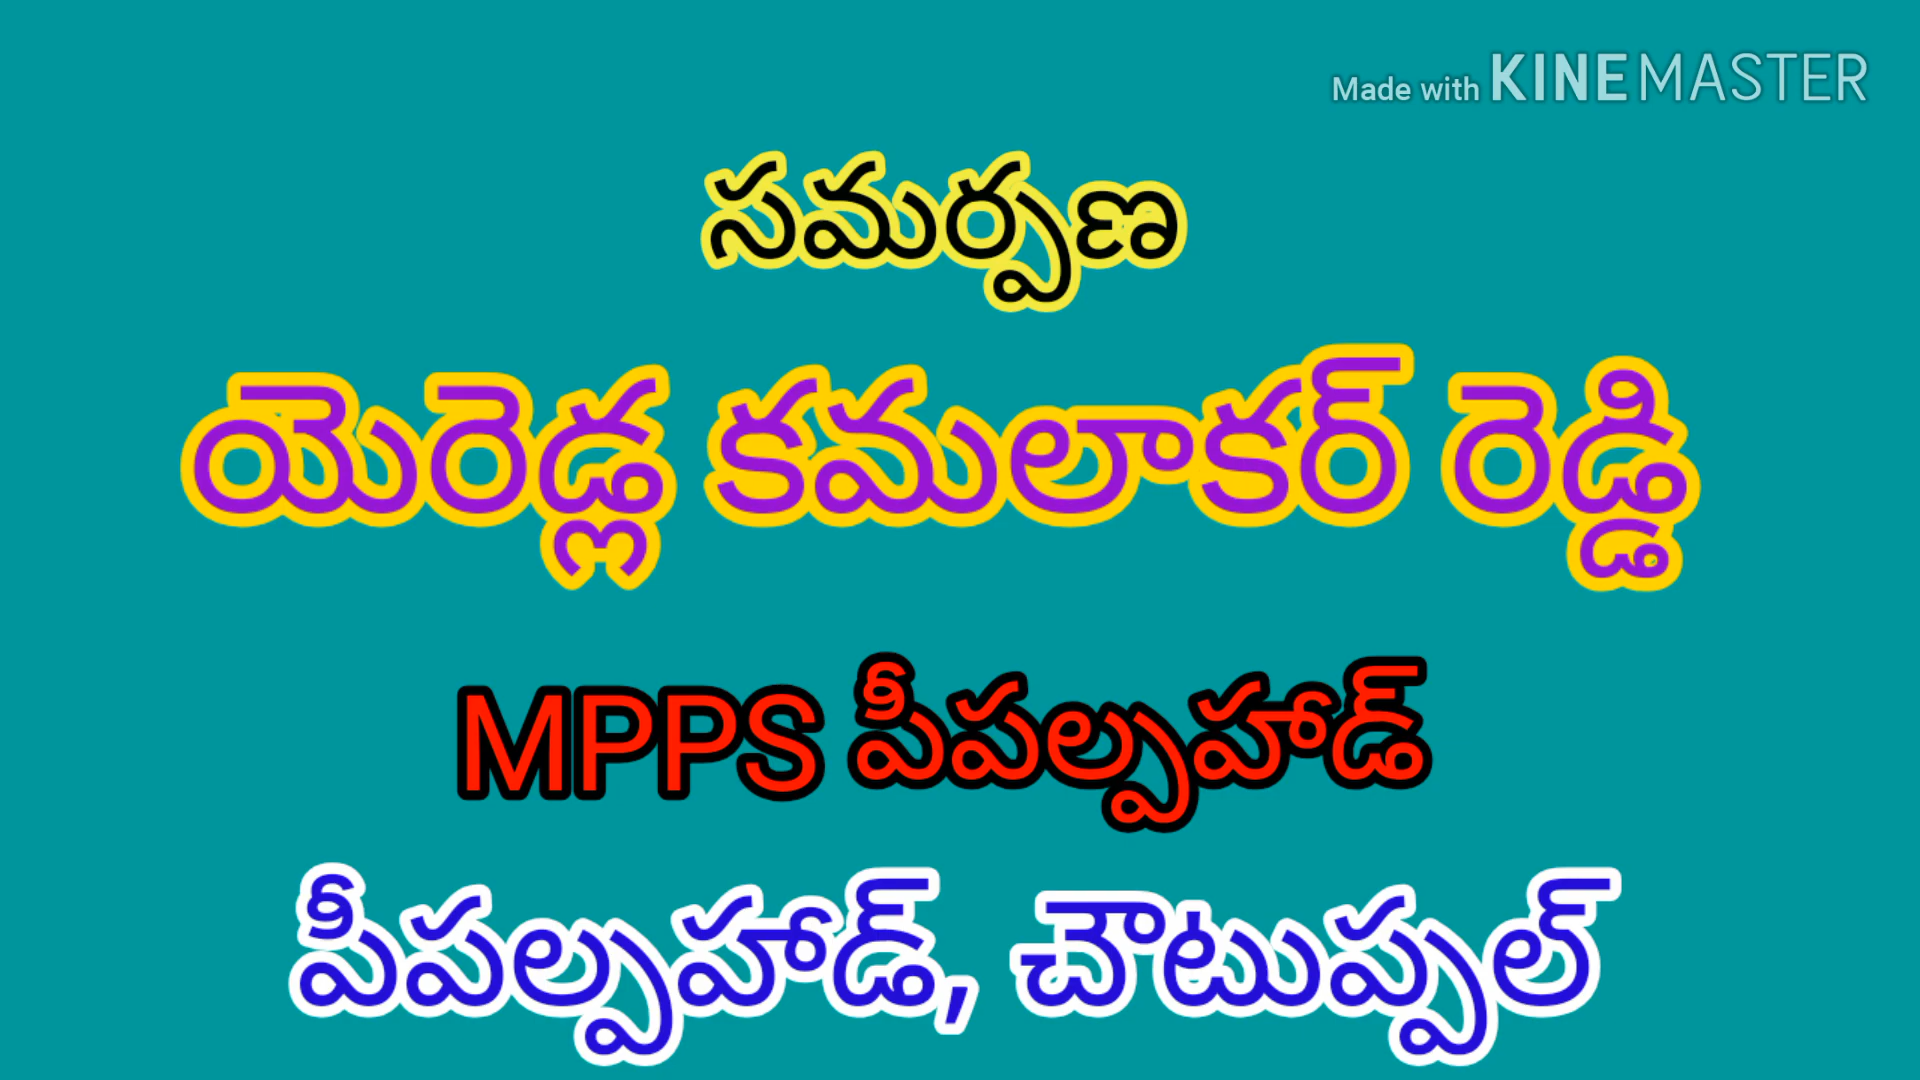 Made with KINEMASTER
సమర్పణ
యెరెడ్ల కమలాకర్ రెడ్డి
MPPS పీపల్పహాడ్
పీపల్పహాడ్, చౌటుప్పల్